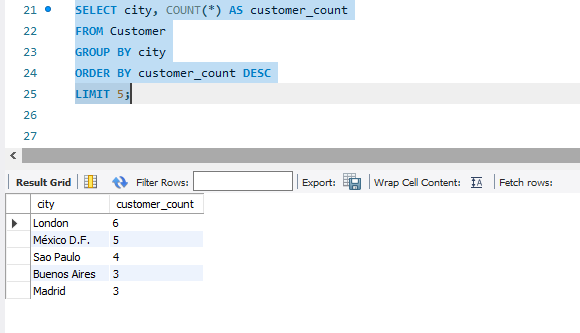 21 SELECT city, COUNT(*) AS customer_count
22 FROM Customer
23 GROUP BY city
24 ORDER BY customer_count DESC
25 LIMIT 5;
26
27
Result Grid Filter Rows: Export: Wrap Cell Content: Fetch rows:
city customer_count
London 6
México D.F. 5
Sao Paulo 4
Buenos Aires 3
Madrid 3